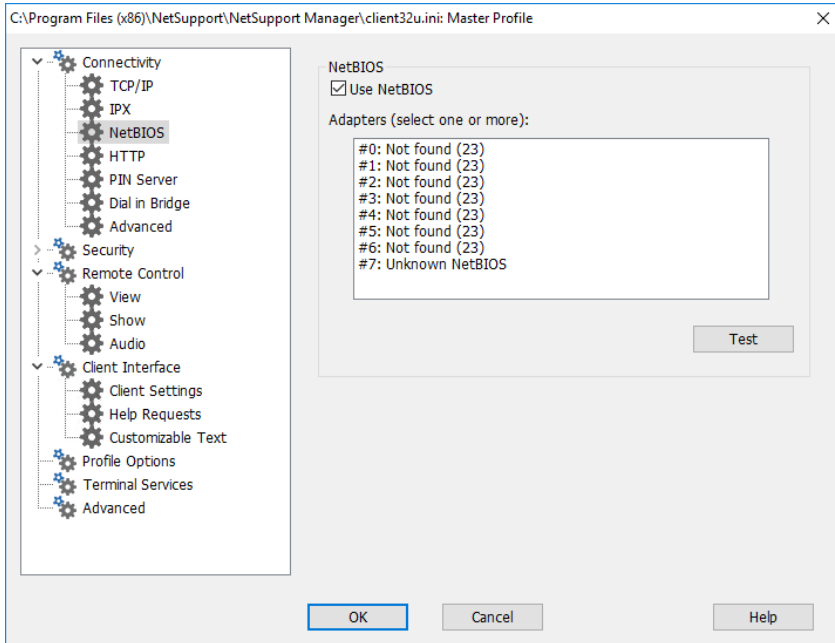 C:\Program Files (x86)\NetSupport\NetSupport Manager\client32u.ini: Master Profile
Connectivity
TCP/IP
IPX
NetBIOS
HTTP
PIN Server
Dial in Bridge
Advanced
Security
Remote Control
View
Show
Audio
Client Interface
Client Settings
Help Requests
Customizable Text
Profile Options
Terminal Services
Advanced
NetBIOS
Use NetBIOS
Adapters (select one or more):
#0: Not found (23)
#1: Not found (23)
#2: Not found (23)
#3: Not found (23)
#4: Not found (23)
#5: Not found (23)
#6: Not found (23)
#7: Unknown NetBIOS
Test
OK
Cancel
Help